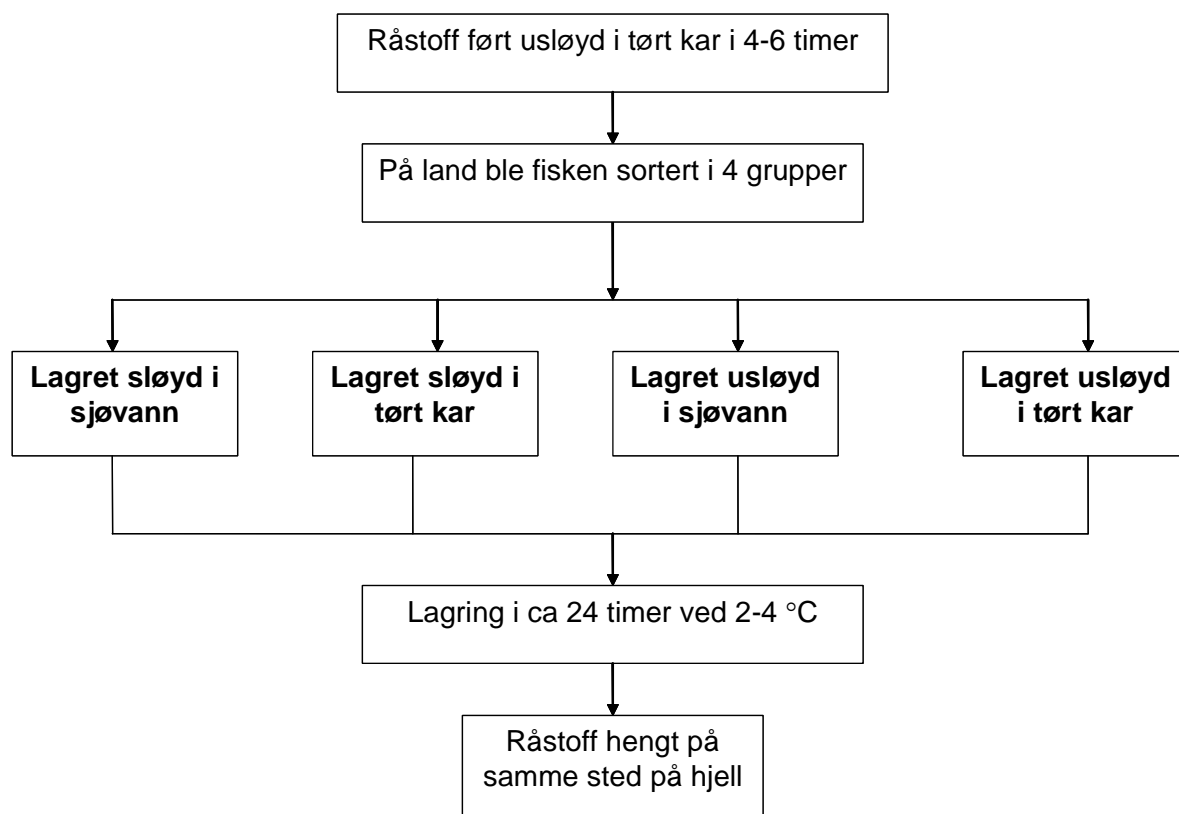 Råstoff ført usløyd i tørt kar i 4-6 timer
På land ble fisken sortert i 4 grupper
Lagret sløyd i
sjøvann
Lagret sløyd i
tørt kar
Lagret usløyd
i sjøvann
Lagret usløyd
i tørt kar
Lagring i ca 24 timer ved 2-4 °C
Råstoff hengt på
samme sted på hjell